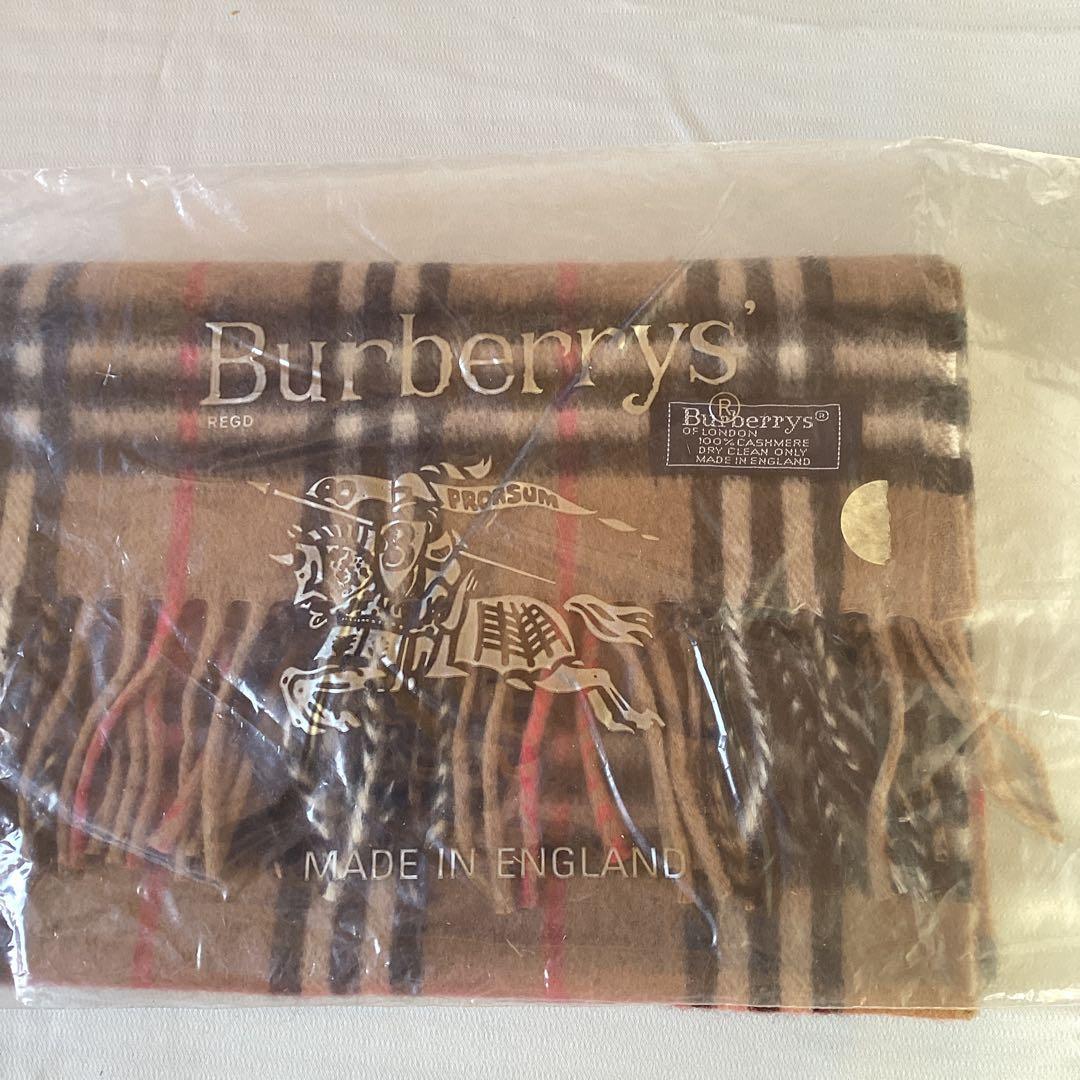 Burberrys'
REGD
®
Burberrys®
OF LONDON
100% CASHMERE
DRY CLEAN ONLY
MADE IN ENGLAND
PRORSUM
MADE IN ENGLAND